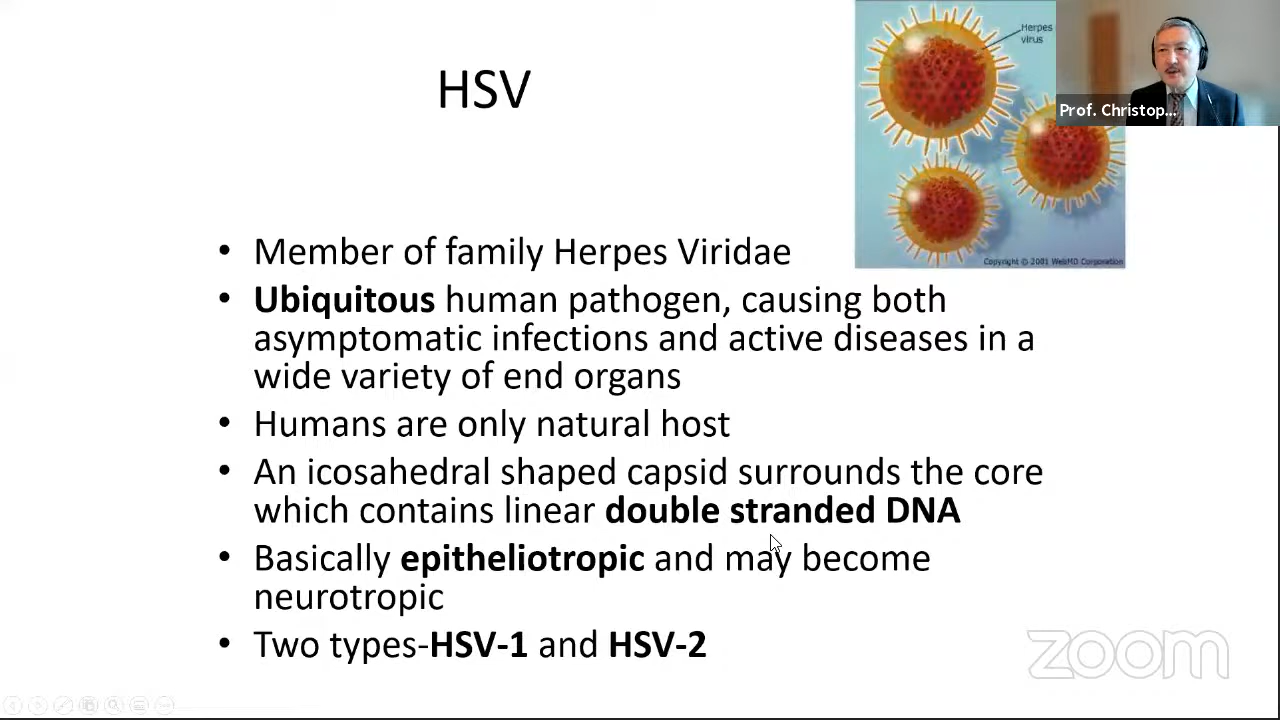 HSV
Herpes
virus
Prof. Christop...
Copyright © 2001 WebMD Corporation
• Member of family Herpes Viridae
• Ubiquitous human pathogen, causing both
asymptomatic infections and active diseases in a
wide variety of end organs
• Humans are only natural host
• An icosahedral shaped capsid surrounds the core
which contains linear double stranded DNA
• Basically epitheliotropic and may become
neurotropic
• Two types-HSV-1 and HSV-2
zoom